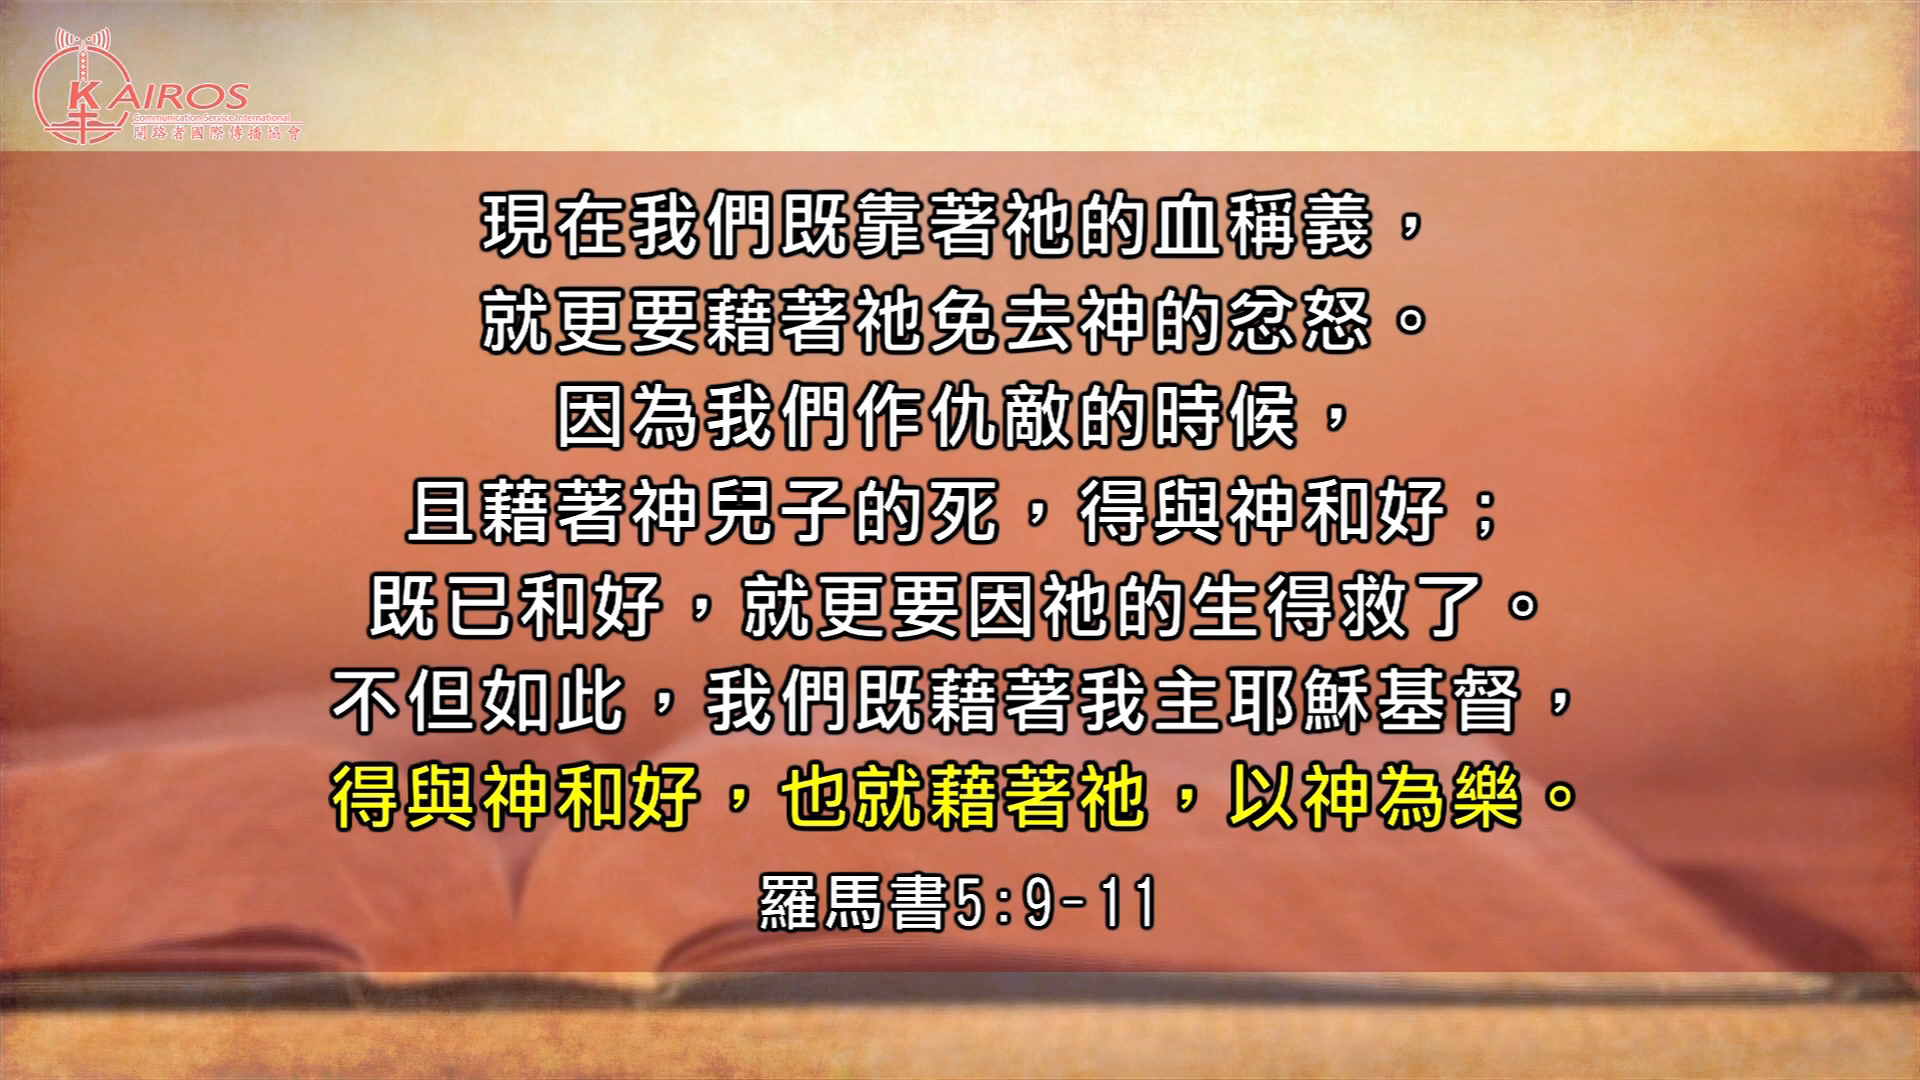 KAIROS
Communication Service International
開路者國際傳播協會
現在我們既靠著祂的血稱義，
就更要藉著祂免去神的忿怒。
因為我們作仇敵的時候，
且藉著神兒子的死，得與神和好；
既已和好，就更要因祂的生得救了。
不但如此，我們既藉著我主耶穌基督，
得與神和好，也就藉著祂，以神為樂。
羅馬書5:9-11